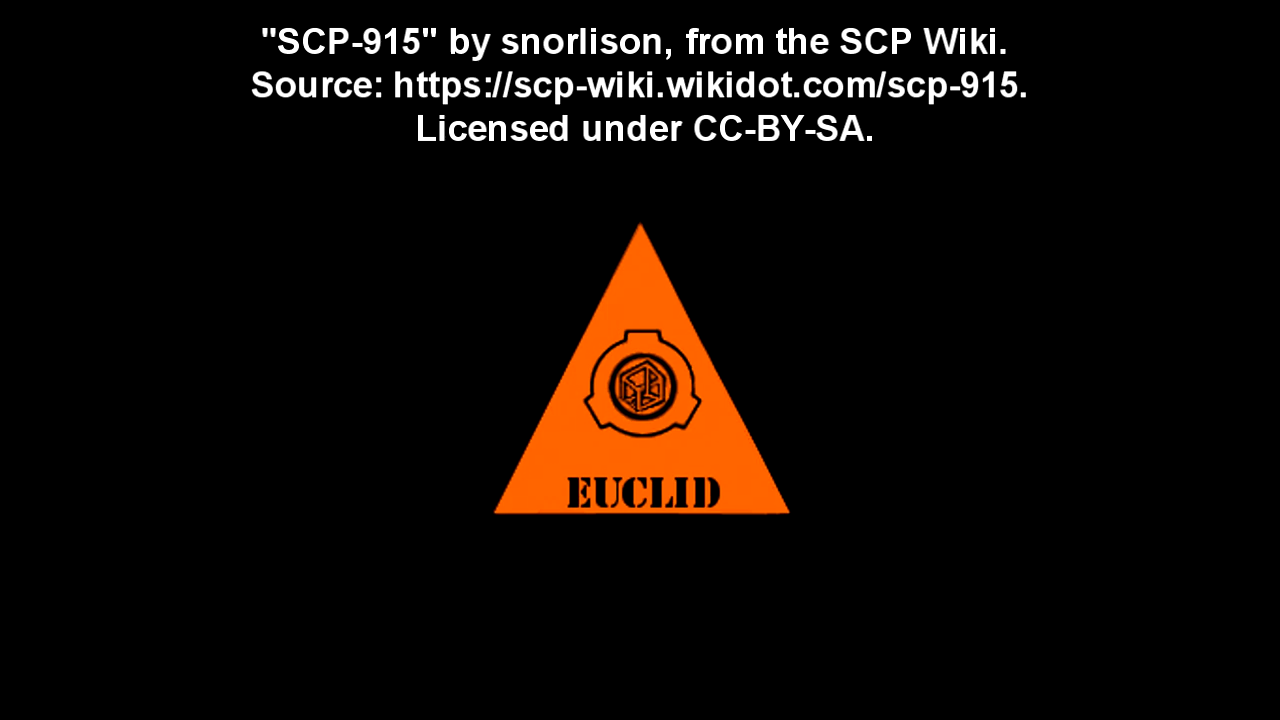 "SCP-915" by snorlison, from the SCP Wiki.
Source: https://scp-wiki.wikidot.com/scp-915.
Licensed under CC-BY-SA.
EUCLID